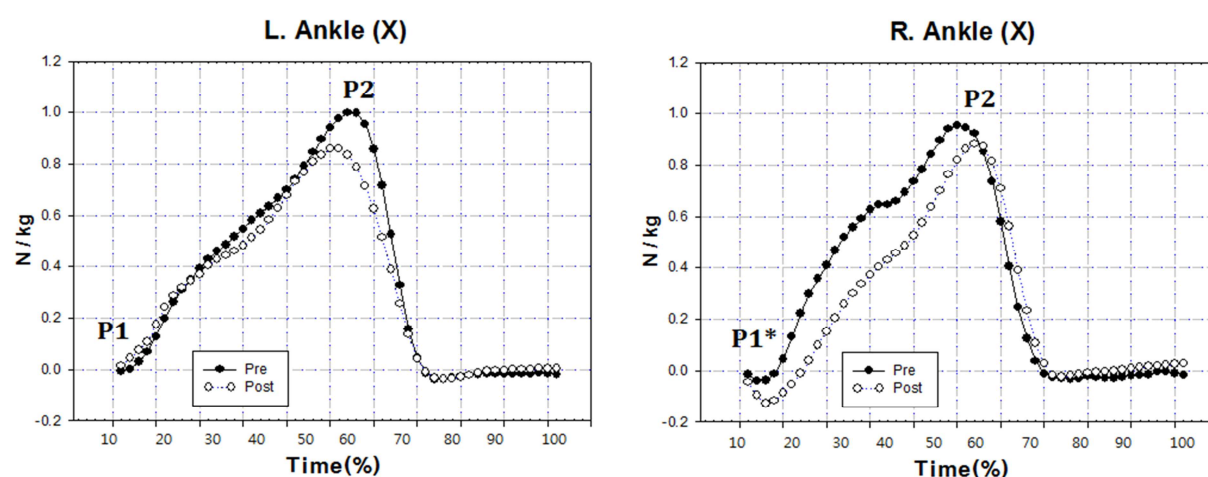 L. Ankle (X)
1.2
1.0
0.8
0.6
0.4
0.2
0.0
-0.2
N / kg
P1
P2
Pre
Post
10 20 30 40 50 60 70 80 90 100
Time(%)
R. Ankle (X)
1.2
1.0
0.8
0.6
0.4
0.2
0.0
-0.2
N / kg
P1*
P2
Pre
Post
10 20 30 40 50 60 70 80 90 100
Time(%)